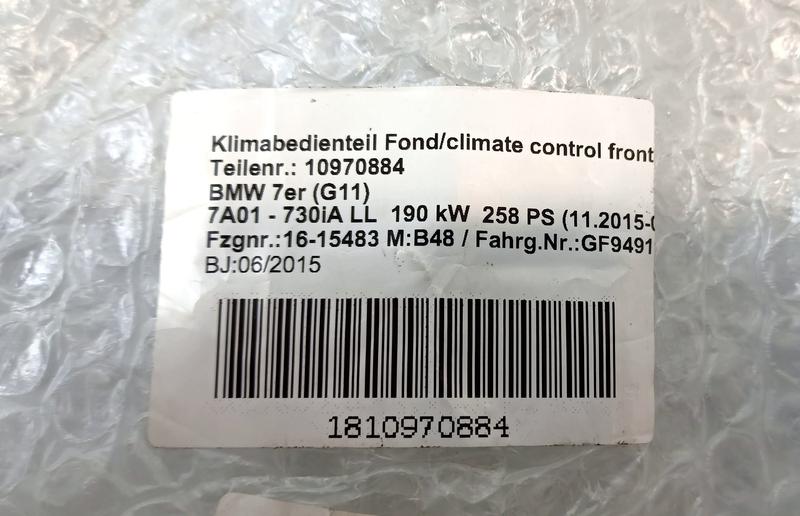 Klimabedienteil Fond/climate control front
Teilenr.: 10970884
BMW 7er (G11)
7A01 - 730iA LL 190 kW 258 PS (11.2015-
Fzgnr.:16-15483 M:B48 / Fahrg.Nr.:GF9491
BJ:06/2015
1810970884